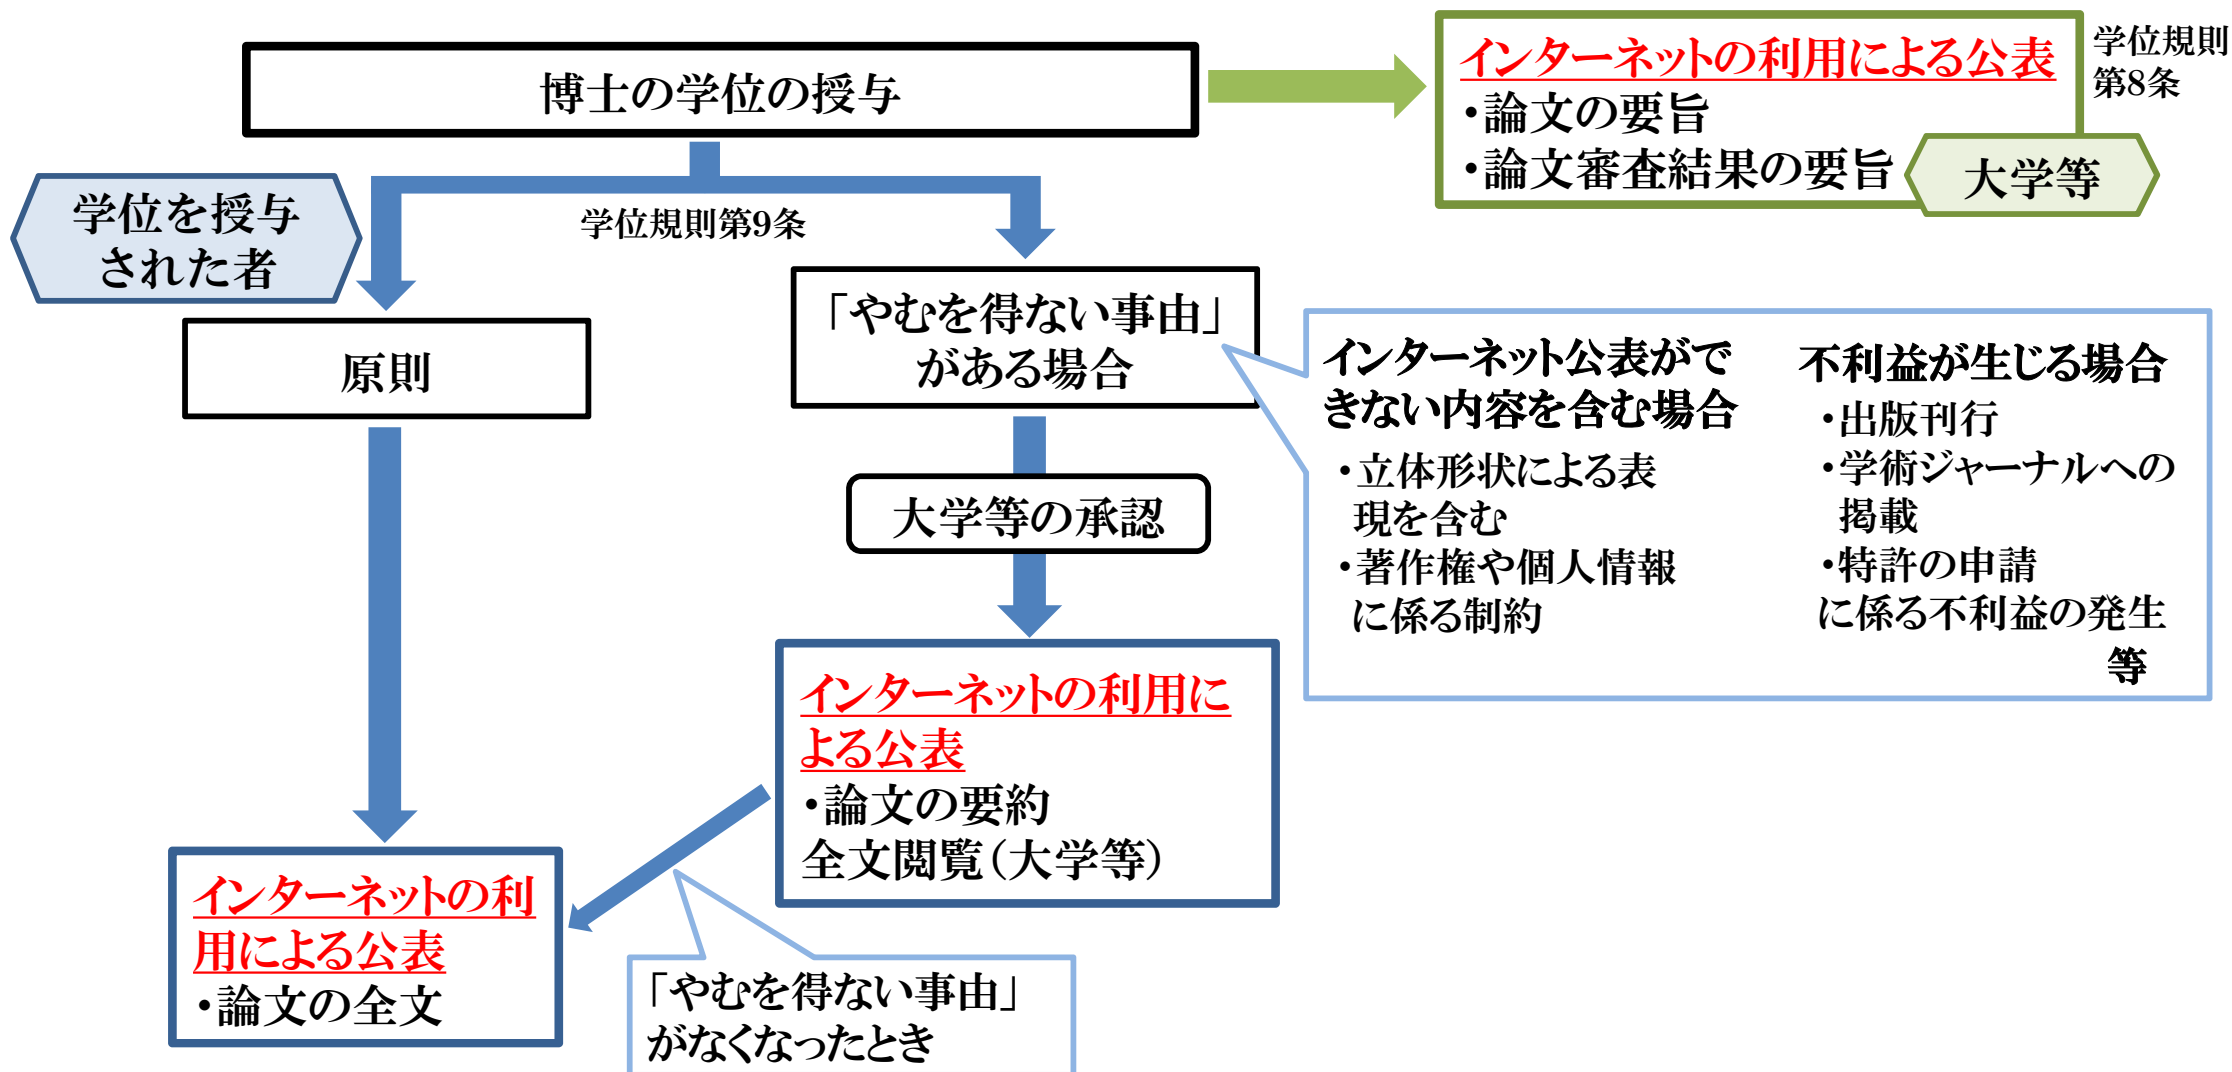 博士の学位の授与
インターネットの利用による公表
・論文の要旨
・論文審査結果の要旨
大学等
学位規則
第8条
学位を授与
された者
学位規則第9条
原則
「やむを得ない事由」
がある場合
大学等の承認
インターネット公表がで
きない内容を含む場合
・立体形状による表
現を含む
・著作権や個人情報
に係る制約
不利益が生じる場合
・出版刊行
・学術ジャーナルへの
掲載
・特許の申請
に係る不利益の発生
等
インターネットの利用に
よる公表
・論文の要約
全文閲覧（大学等）
インターネットの利
用による公表
・論文の全文
「やむを得ない事由」
がなくなったとき